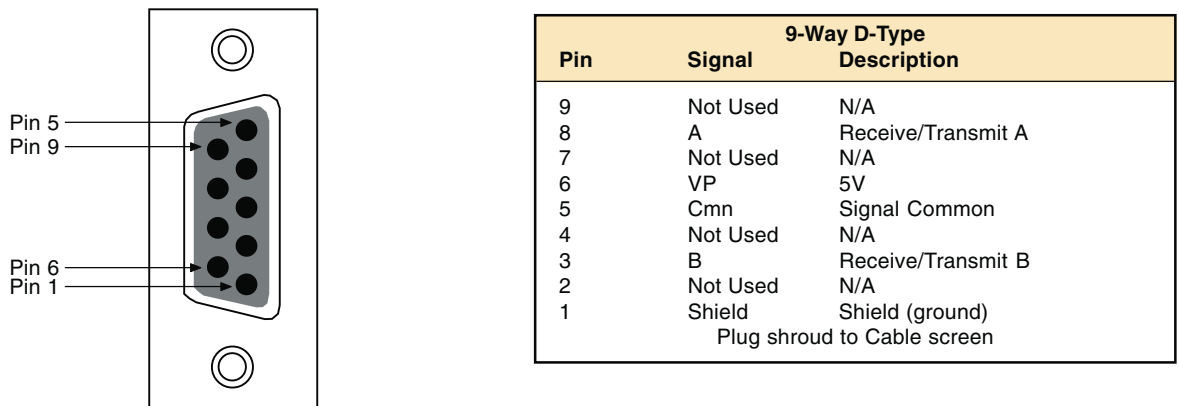 Pin 5
Pin 9
Pin 6
Pin 1
9-Way D-Type
Pin Signal Description
9 Not Used N/A
8 A Receive/Transmit A
7 Not Used N/A
6 VP 5V
5 Cmn Signal Common
4 Not Used N/A
3 B Receive/Transmit B
2 Not Used N/A
1 Shield Shield (ground)
Plug shroud to Cable screen